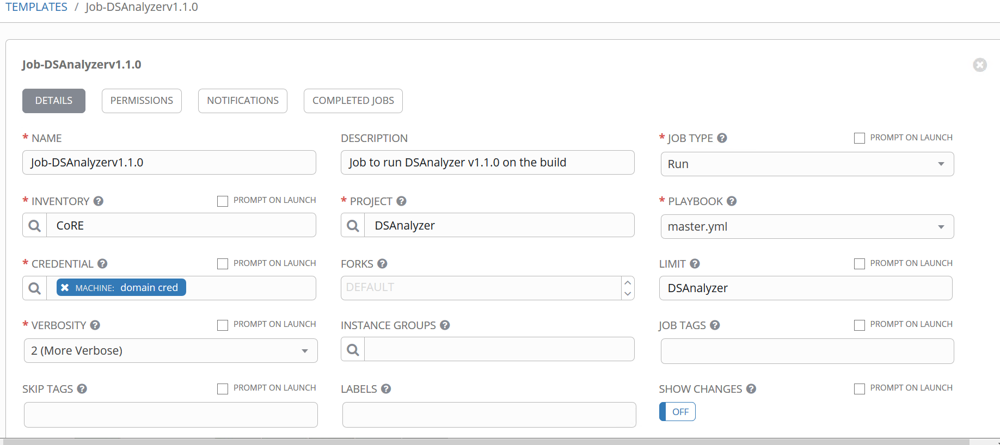 TEMPLATES / Job-DSAnalyzerv1.1.0
Job-DSAnalyzerv1.1.0
DETAILS PERMISSIONS NOTIFICATIONS COMPLETED JOBS
* NAME DESCRIPTION * JOB TYPE ? PROMPT ON LAUNCH
Job-DSAnalyzerv1.1.0 Job to run DSAnalyzer v1.1.0 on the build Run
* INVENTORY ? PROMPT ON LAUNCH * PROJECT ? * PLAYBOOK ?
CoRE DSAnalyzer master.yml
* CREDENTIAL ? PROMPT ON LAUNCH FORKS ? LIMIT ? PROMPT ON LAUNCH
MACHINE: domain cred DEFAULT DSAnalyzer
* VERBOSITY ? PROMPT ON LAUNCH INSTANCE GROUPS ? JOB TAGS ? PROMPT ON LAUNCH
2 (More Verbose)
SKIP TAGS ? PROMPT ON LAUNCH LABELS ? SHOW CHANGES ? PROMPT ON LAUNCH
OFF